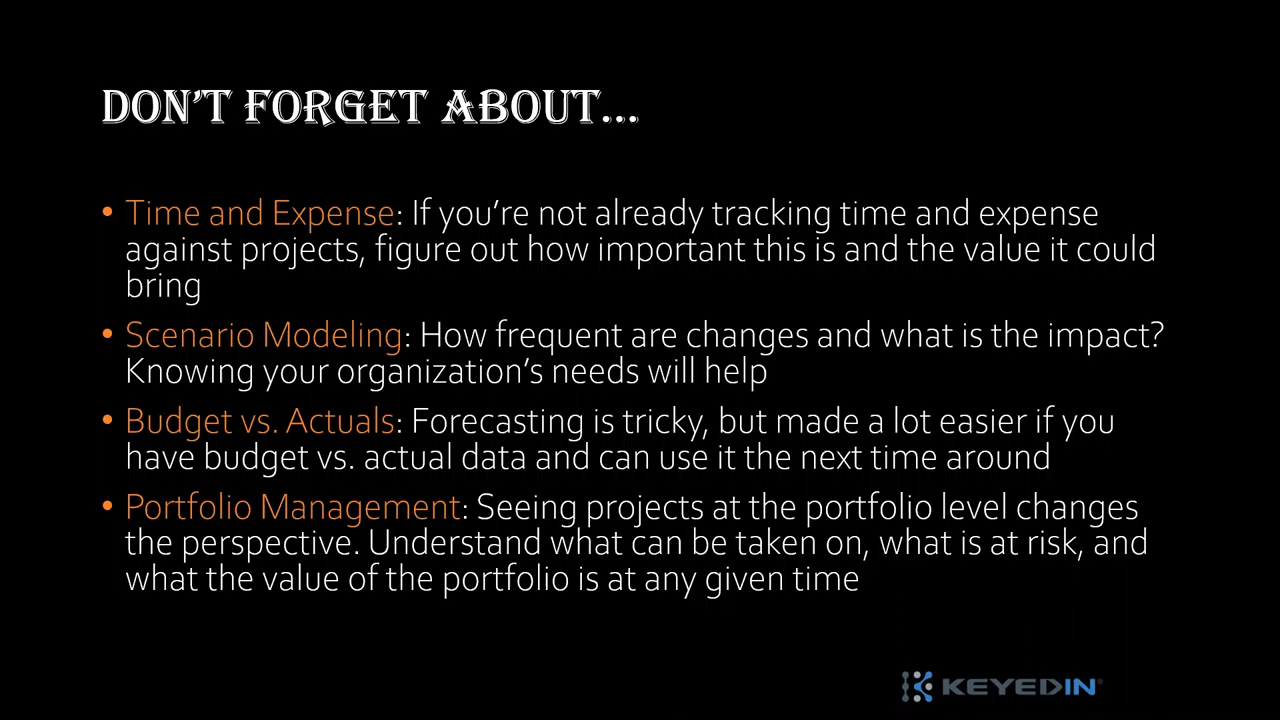 DON'T FORGET ABOUT...
• Time and Expense: If you're not already tracking time and expense
against projects, figure out how important this is and the value it could
bring
• Scenario Modeling: How frequent are changes and what is the impact?
Knowing your organization's needs will help
• Budget vs. Actuals: Forecasting is tricky, but made a lot easier if you
have budget vs. actual data and can use it the next time around
• Portfolio Management: Seeing projects at the portfolio level changes
the perspective. Understand what can be taken on, what is at risk, and
what the value of the portfolio is at any given time
KEYEDIN